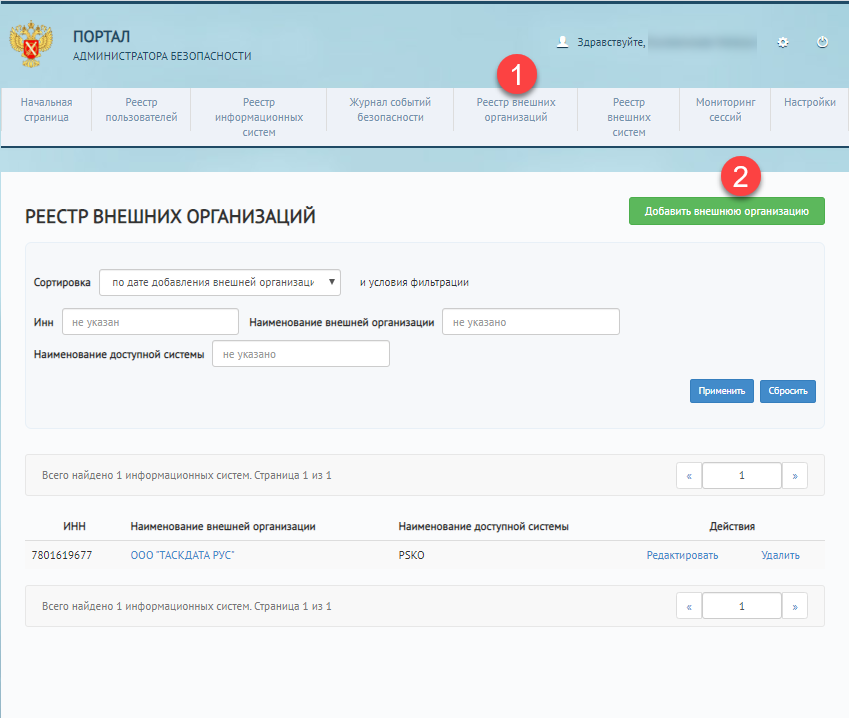 ПОРТАЛ
АДМИНИСТРАТОРА БЕЗОПАСНОСТИ
Здравствуйте,
1
Начальная страница
Реестр пользователей
Реестр информационных систем
Журнал событий безопасности
Реестр внешних организаций
Реестр внешних систем
Мониторинг сессий
Настройки
2
РЕЕСТР ВНЕШНИХ ОРГАНИЗАЦИЙ
Добавить внешнюю организацию
Сортировка по дате добавления внешней организаци и условия фильтрации
Инн не указан Наименование внешней организации не указано
Наименование доступной системы не указано
Применить Сбросить
Всего найдено 1 информационных систем. Страница 1 из 1 « 1 »
ИНН Наименование внешней организации Наименование доступной системы Действия
7801619677 ООО "ТАСКДАТА РУС" PSKO Редактировать Удалить
Всего найдено 1 информационных систем. Страница 1 из 1 « 1 »